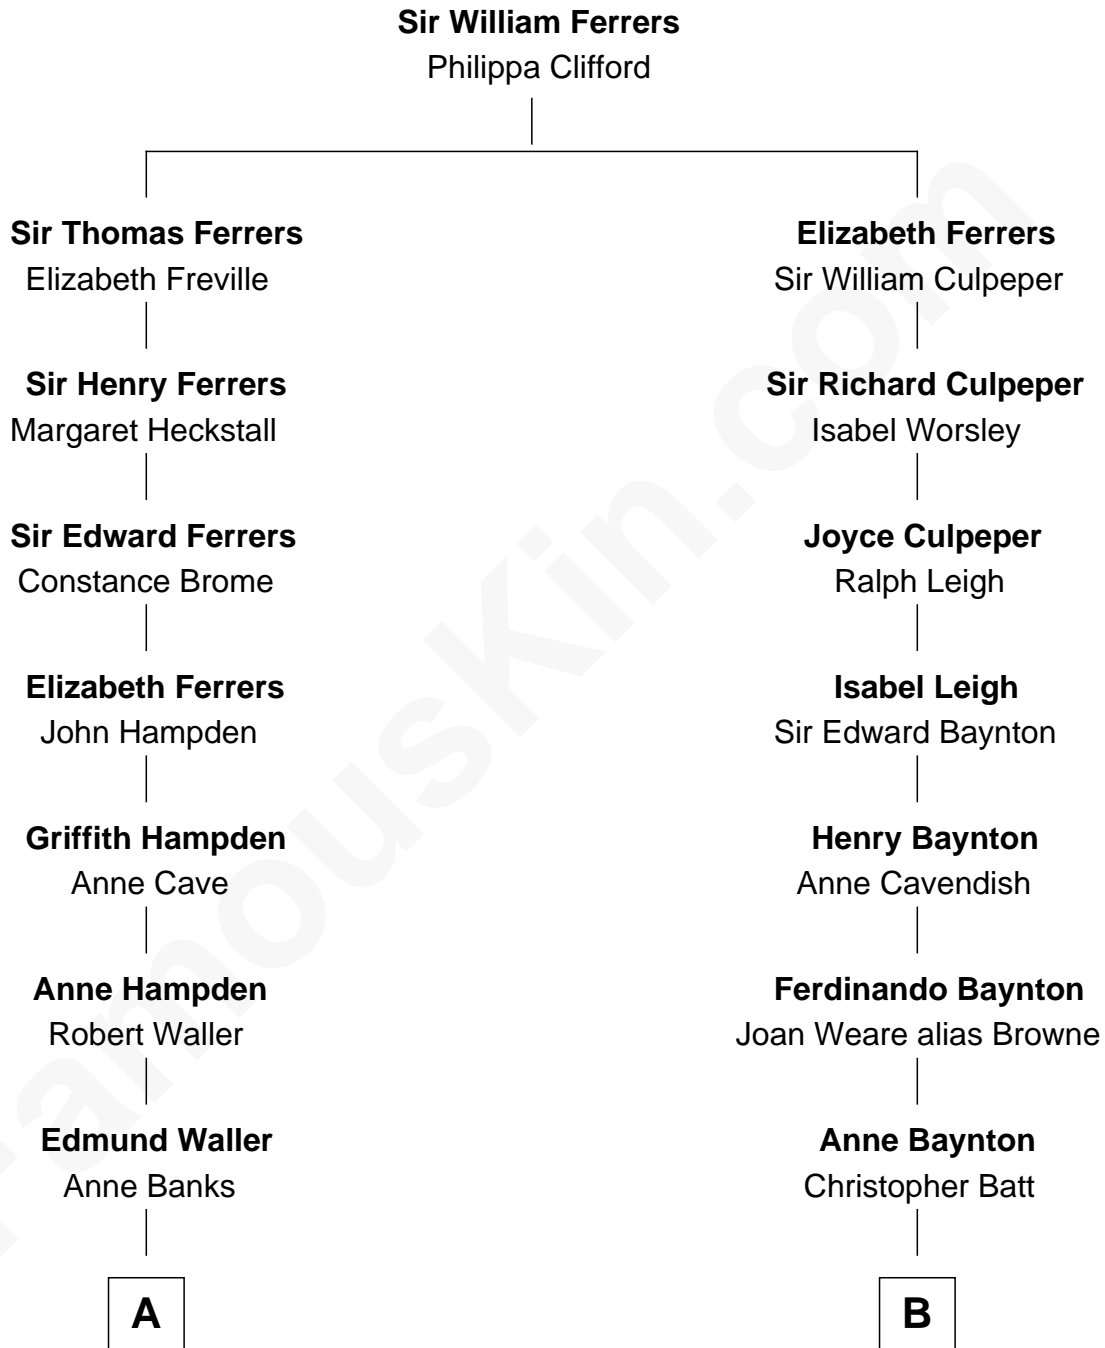 Sir William Ferrers
Philippa Clifford
Sir Thomas Ferrers
Elizabeth Freville
Elizabeth Ferrers
Sir William Culpeper
Sir Henry Ferrers
Margaret Heckstall
Sir Richard Culpeper
Isabel Worsley
Sir Edward Ferrers
Constance Brome
Joyce Culpeper
Ralph Leigh
Elizabeth Ferrers
John Hampden
Isabel Leigh
Sir Edward Baynton
Griffith Hampden
Anne Cave
Henry Baynton
Anne Cavendish
Anne Hampden
Robert Waller
Ferdinando Baynton
Joan Weare alias Browne
Edmund Waller
Anne Banks
Anne Baynton
Christopher Batt
A
B
FamousKin.com